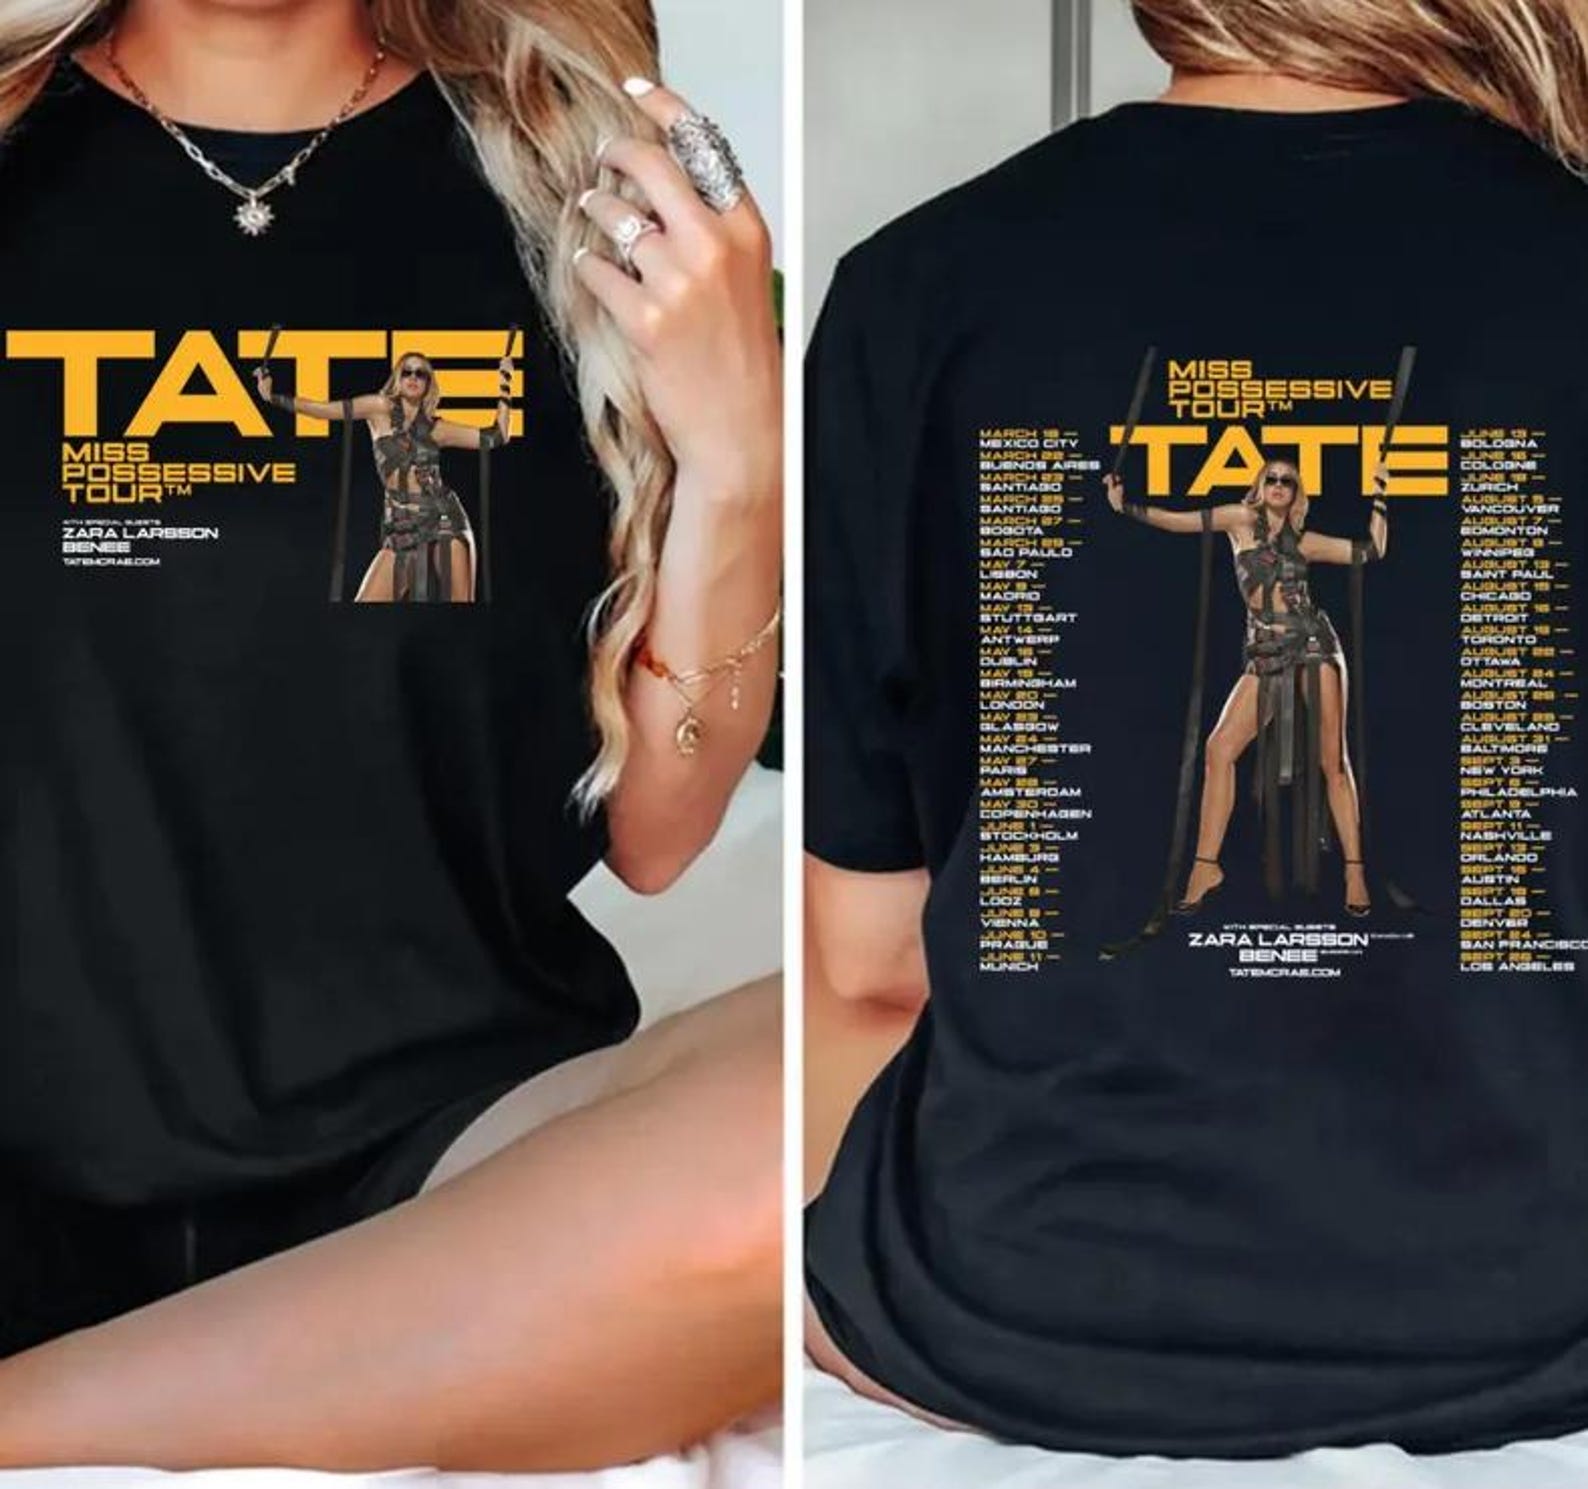 TATE
MISS
POSSESSIVE
TOUR™
WITH SPECIAL GUESTS
ZARA LARSSON
BENEE
TATEMCRAE.COM
MISS
POSSESSIVE
TOUR™
TATE
MARCH 18 —
MEXICO CITY
MARCH 22 —
BUENOS AIRES
MARCH 23 —
SANTIAGO
MARCH 25 —
SANTIAGO
MARCH 27 —
BOGOTA
MARCH 29 —
SAO PAULO
MAY 7 —
LISBON
MAY 9 —
MADRID
MAY 13 —
STUTTGART
MAY 14 —
ANTWERP
MAY 16 —
DUBLIN
MAY 19 —
BIRMINGHAM
MAY 20 —
LONDON
MAY 23 —
GLASGOW
MAY 24 —
MANCHESTER
MAY 27 —
PARIS
MAY 28 —
AMSTERDAM
MAY 30 —
COPENHAGEN
JUNE 1 —
STOCKHOLM
JUNE 3 —
HAMBURG
JUNE 4 —
BERLIN
JUNE 6 —
LODZ
JUNE 8 —
VIENNA
JUNE 10 —
PRAGUE
JUNE 11 —
MUNICH
JUNE 13 —
BOLOGNA
JUNE 16 —
COLOGNE
JUNE 18 —
ZURICH
AUGUST 5 —
VANCOUVER
AUGUST 7 —
EDMONTON
AUGUST
WINNIPEG
AUGUST
SAINT PAUL
AUGUST 15 —
CHICAGO
AUGUST 16 —
DETROIT
AUGUST
TORONTO
AUGUST 22 —
OTTAWA
AUGUST 24 —
MONTREAL
AUGUST 26 —
BOSTON
AUGUST
CLEVELAND
AUGUST 31 —
BALTIMORE
SEPT 3 —
NEW YORK
SEPT
PHILADELPHIA
SEPT 9 —
ATLANTA
SEPT 11 —
NASHVILLE
SEPT 13 —
ORLANDO
SEPT 16 —
AUSTIN
SEPT 18 —
DALLAS
SEPT 20 —
DENVER
SEPT 24 —
SAN FRANCISCO
SEPT 26 —
LOS ANGELES
WITH SPECIAL GUESTS
ZARA LARSSON
BENEE
TATEMCRAE.COM